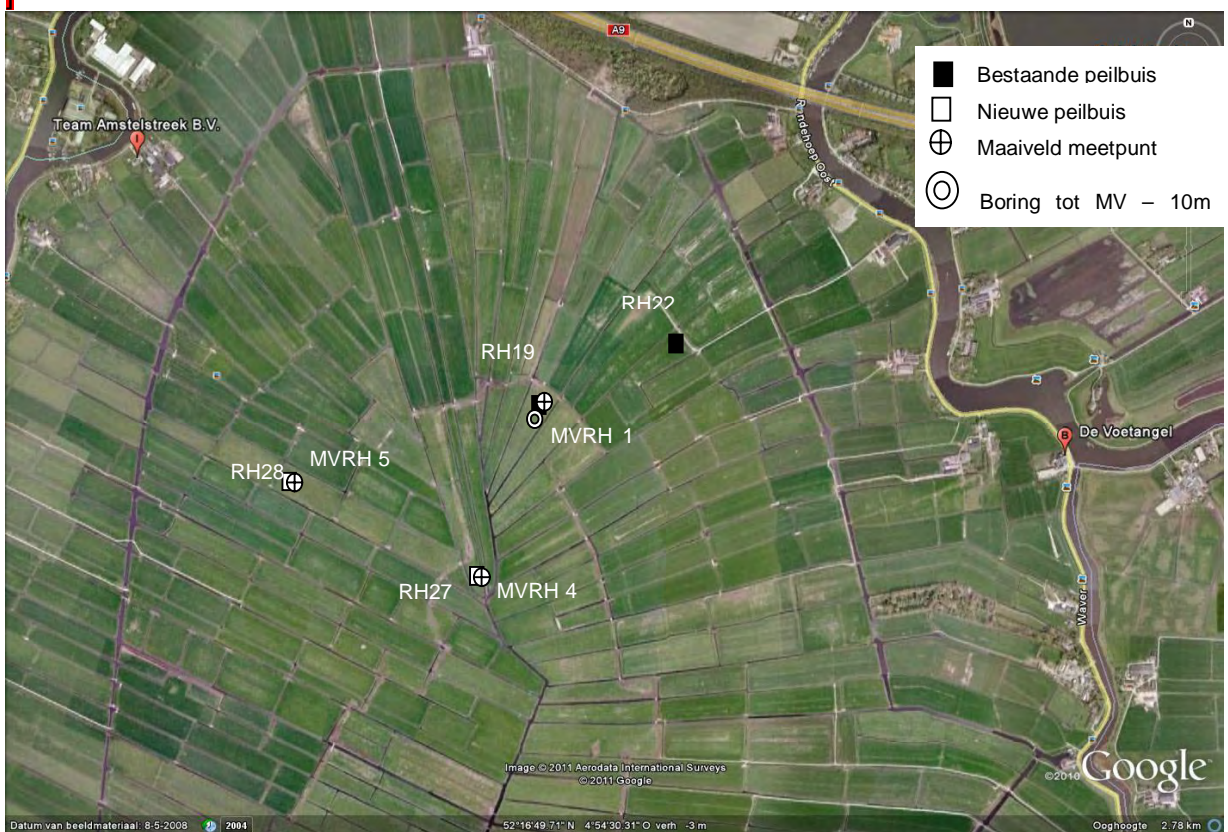 A9
N
Bestaande peilbuis
Nieuwe peilbuis
Maaiveld meetpunt
Boring tot MV – 10m
Team Amstelstreek B.V.
Rondehoep Oost
RH22
RH19
MVRH 1
B
De Voetangel
MVRH 5
RH28
RH27
MVRH 4
Waver
Image © 2011 Aerodata International Surveys
© 2011 Google
©2010 Google
Datum van beeldmateriaal: 8-5-2008
2004
52°16'49.71" N 4°54'30.31" O verh -3 m
Ooghoogte 2.78 km